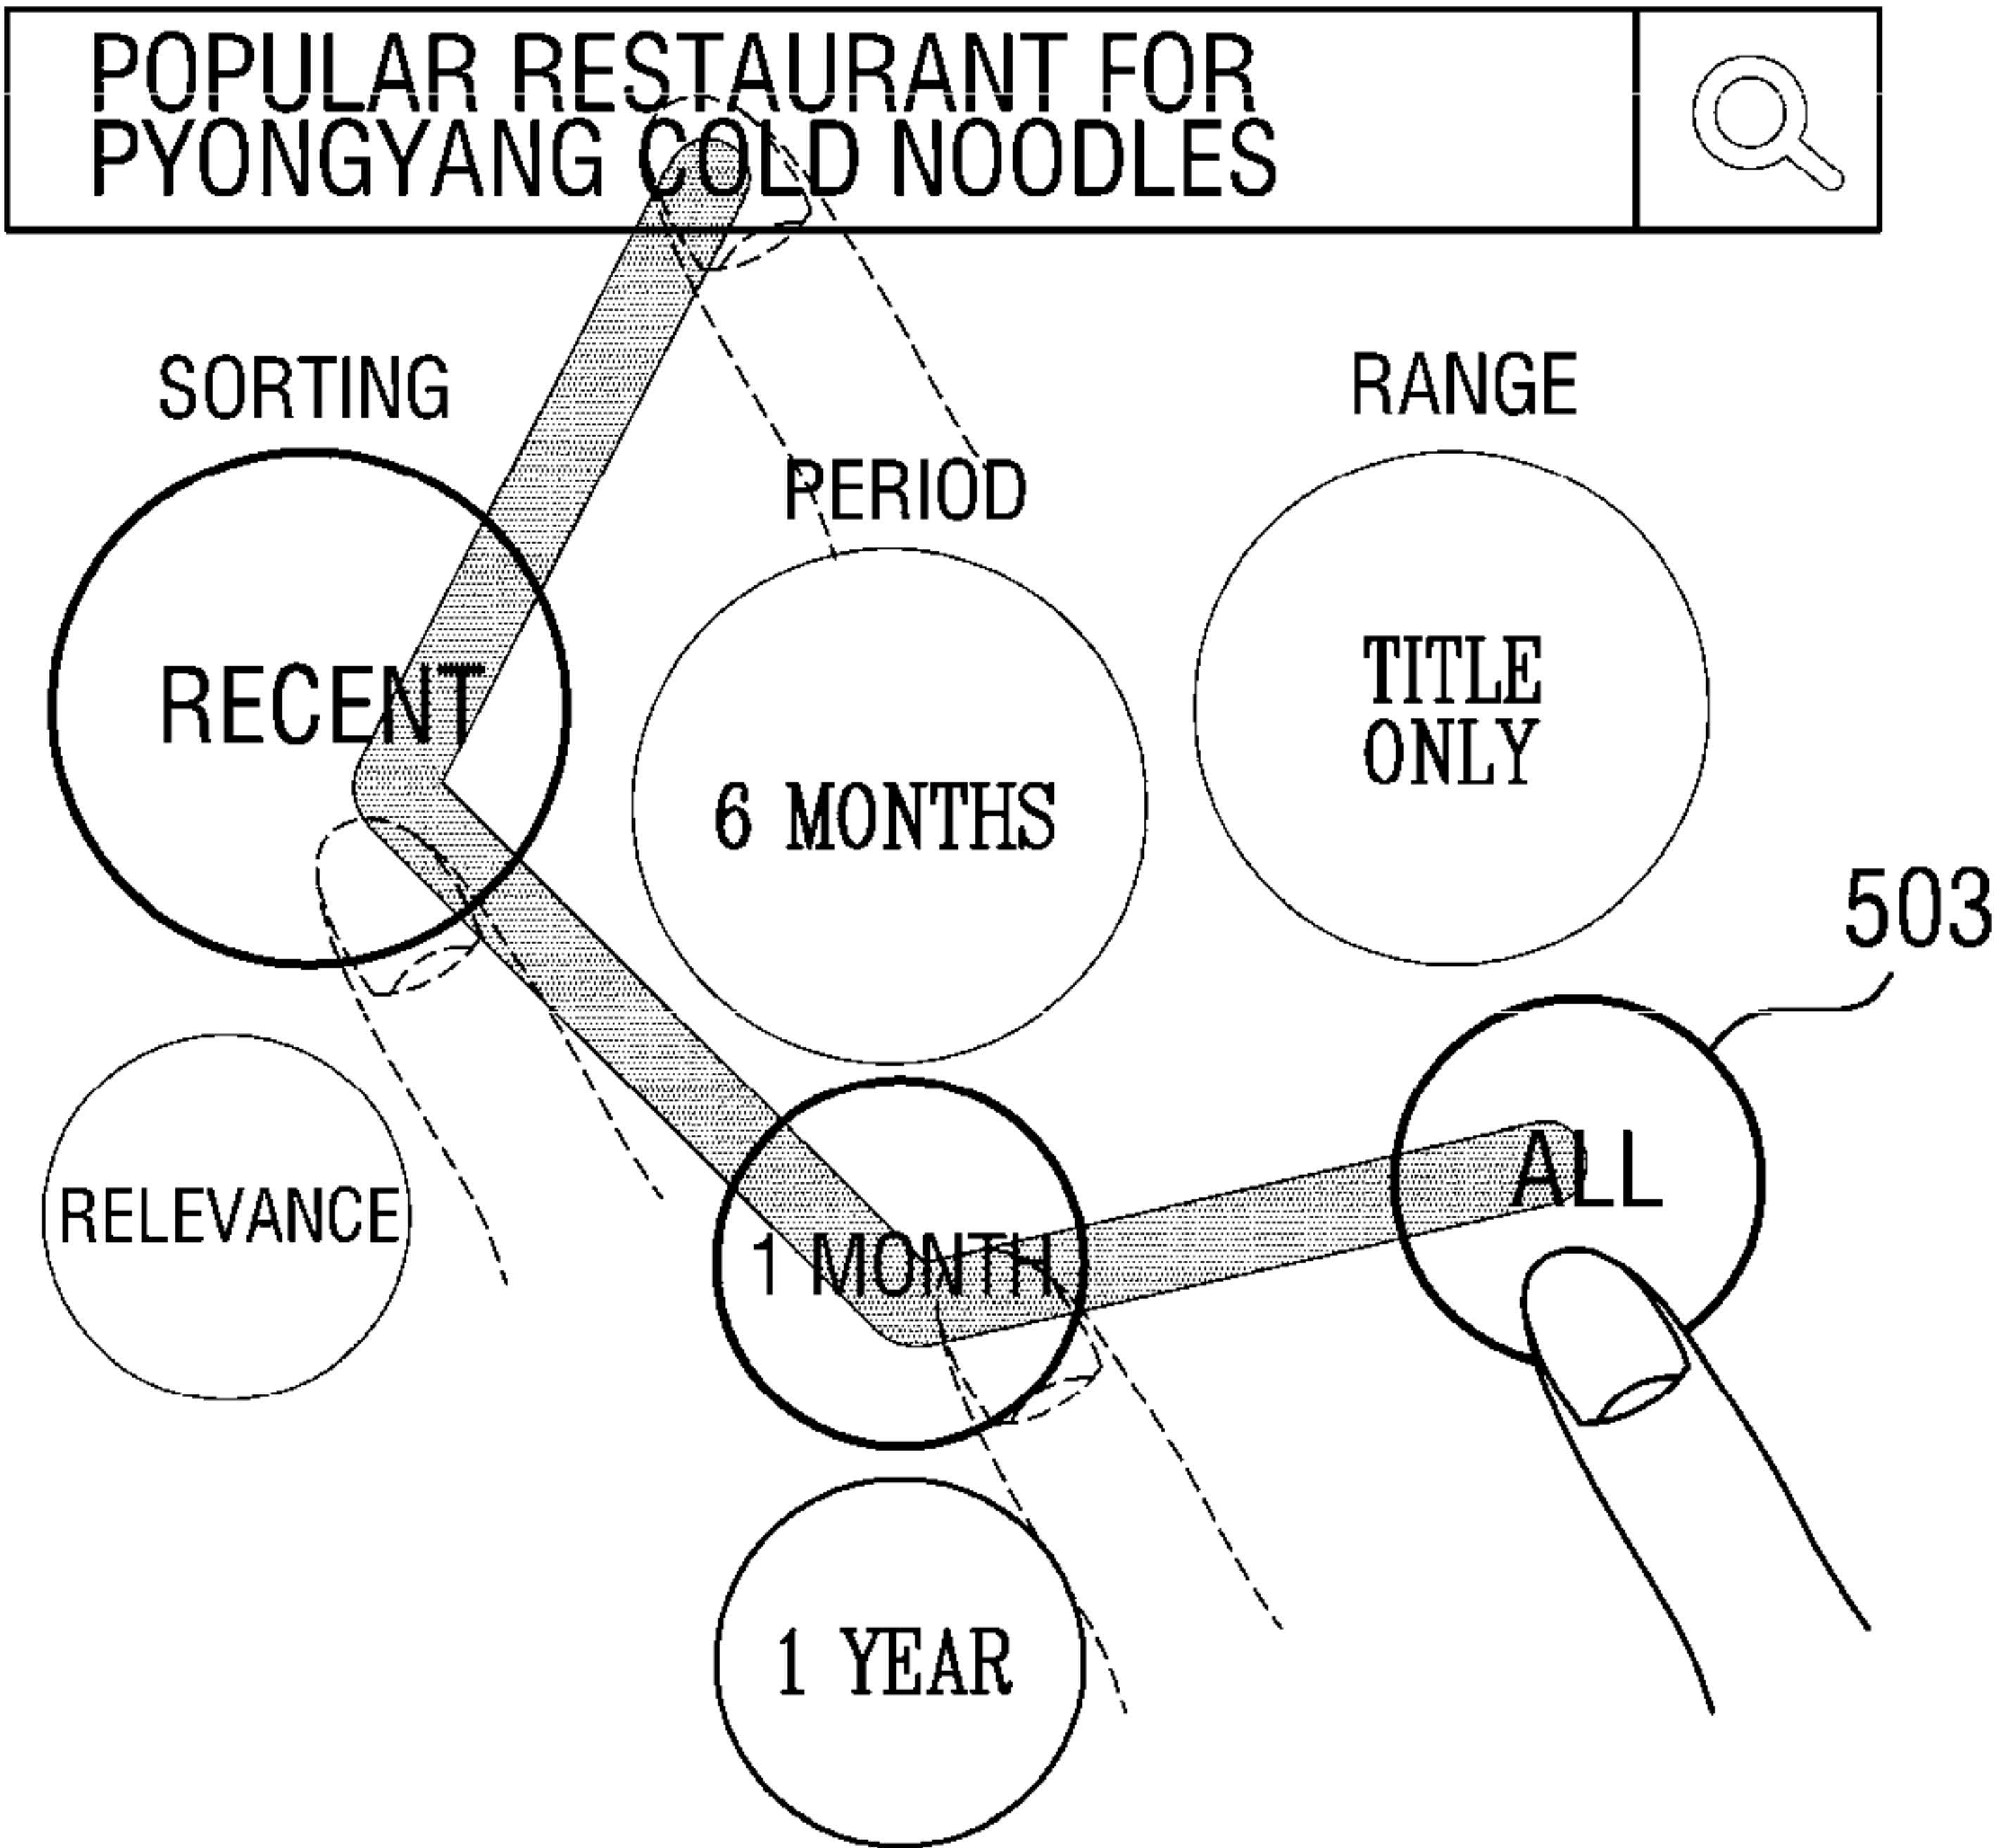 POPULAR RESTAURANT FOR
PYONGYANG COLD NOODLES
SORTING
PERIOD
RANGE
RECENT
6 MONTHS
TITLE
ONLY
503
RELEVANCE
1 MONTH
ALL
1 YEAR